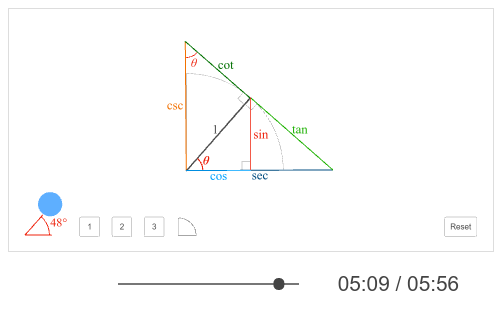 θ
cot
csc
1
sin
tan
θ
cos
sec
48°
1
2
3
Reset
05:09 / 05:56